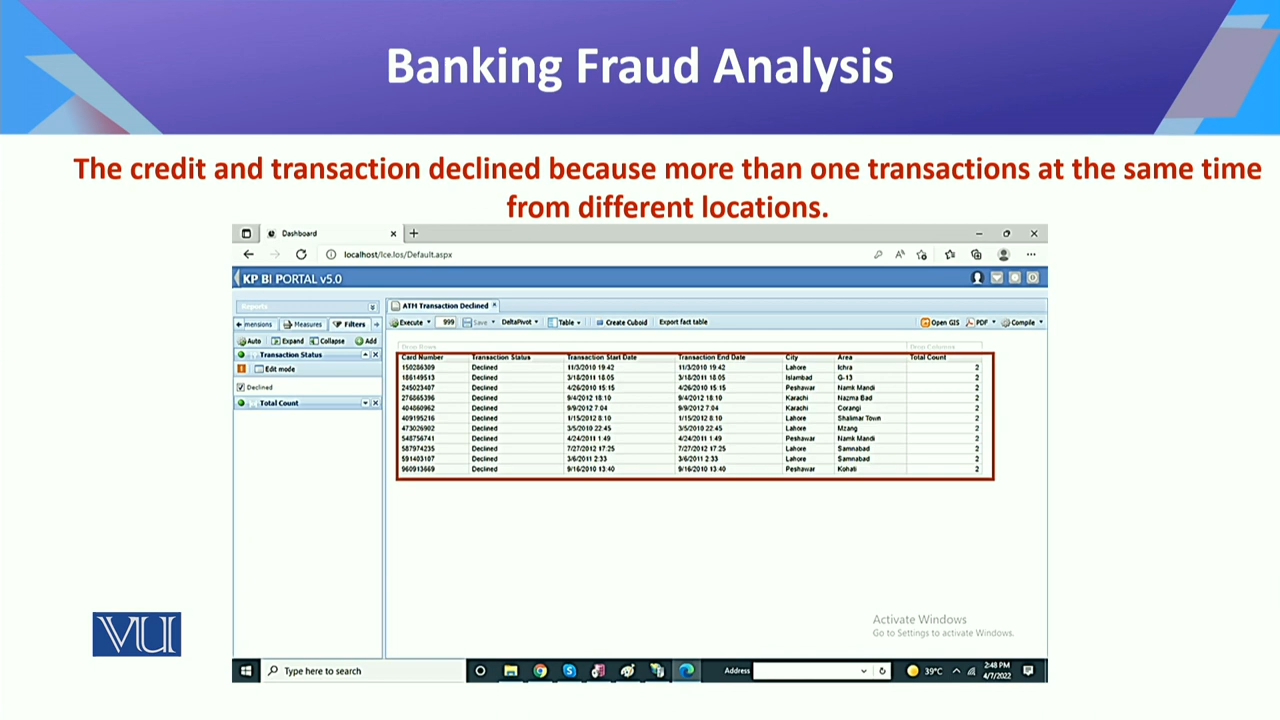 Banking Fraud Analysis
The credit and transaction declined because more than one transactions at the same time
from different locations.
Dashboard
localhost/Ice.Ios/Default.aspx
KP BI PORTAL v5.0
Reports
ATM Transaction Declined
mensions Measures Filters
Execute 999 Save DeltaPivot Table Create Cuboid Export fact table Open GIS PDF Compile
Auto Expand Collapse Add
Drop Rows Drop Columns
Transaction Status
Edit mode
Declined
Total Count
Card Number Transaction Status Transaction Start Date Transaction End Date City Area Total Count
150286309 Declined 11/3/2010 19:42 11/3/2010 19:42 Lahore Ichra 2
186149513 Declined 3/18/2011 18:05 3/18/2011 18:05 Islambad G-13 2
245023487 Declined 4/26/2010 15:15 4/26/2010 15:15 Peshawar Namk Mandi 2
276865396 Declined 9/4/2012 18:10 9/4/2012 18:10 Karachi Nazma Bad 2
404860962 Declined 9/9/2012 7:04 9/9/2012 7:04 Karachi Corangi 2
409195216 Declined 1/15/2012 8:10 1/15/2012 8:10 Lahore Shalimar Town 2
473026902 Declined 3/5/2010 22:45 3/5/2010 22:45 Lahore Mzang 2
548756741 Declined 4/24/2011 1:49 4/24/2011 1:49 Peshawar Namk Mandi 2
587974235 Declined 7/27/2012 17:25 7/27/2012 17:25 Lahore Samnabad 2
591403107 Declined 3/6/2011 2:33 3/6/2011 2:33 Lahore Samnabad 2
960913669 Declined 9/16/2010 13:40 9/16/2010 13:40 Peshawar Kohati 2
Activate Windows
Go to Settings to activate Windows.
VU
Type here to search
Address
39°C
2:48 PM
4/7/2022